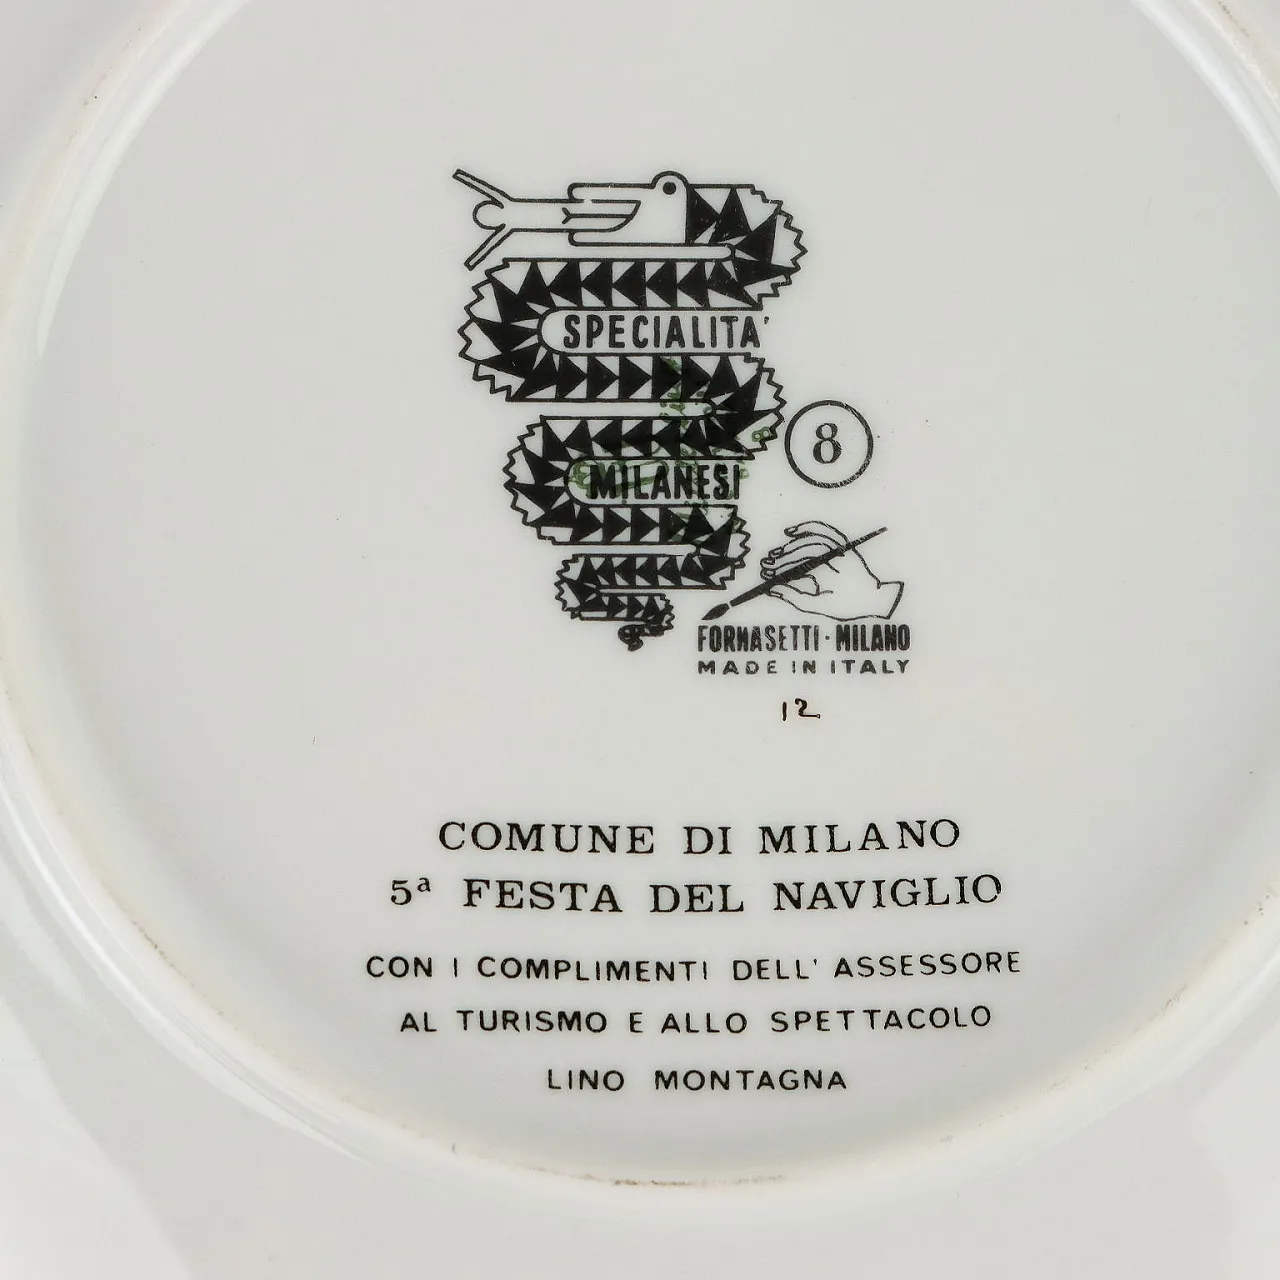 SPECIALITA'
8
MILANESI
FORNASETTI · MILANO
MADE IN ITALY
12
COMUNE DI MILANO
5ª FESTA DEL NAVIGLIO
CON I COMPLIMENTI DELL' ASSESSORE
AL TURISMO E ALLO SPETTACOLO
LINO MONTAGNA